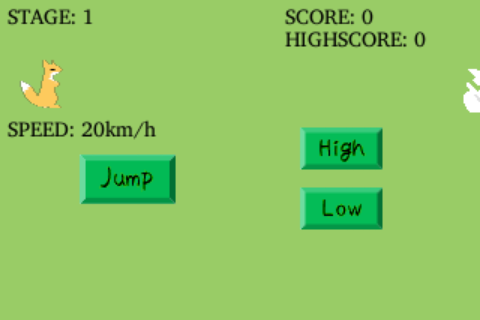 STAGE: 1
SCORE: 0
HIGHSCORE: 0
SPEED: 20km/h
Jump
High
Low